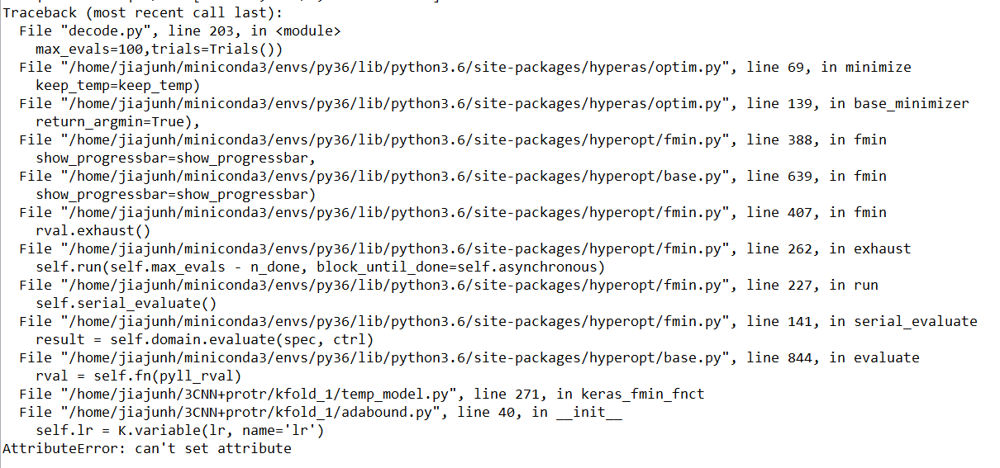 Traceback (most recent call last):
  File "decode.py", line 203, in <module>
    max_evals=100,trials=Trials())
  File "/home/jiajunh/miniconda3/envs/py36/lib/python3.6/site-packages/hyperas/optim.py", line 69, in minimize
    keep_temp=keep_temp)
  File "/home/jiajunh/miniconda3/envs/py36/lib/python3.6/site-packages/hyperas/optim.py", line 139, in base_minimizer
    return_argmin=True),
  File "/home/jiajunh/miniconda3/envs/py36/lib/python3.6/site-packages/hyperopt/fmin.py", line 388, in fmin
    show_progressbar=show_progressbar,
  File "/home/jiajunh/miniconda3/envs/py36/lib/python3.6/site-packages/hyperopt/base.py", line 639, in fmin
    show_progressbar=show_progressbar)
  File "/home/jiajunh/miniconda3/envs/py36/lib/python3.6/site-packages/hyperopt/fmin.py", line 407, in fmin
    rval.exhaust()
  File "/home/jiajunh/miniconda3/envs/py36/lib/python3.6/site-packages/hyperopt/fmin.py", line 262, in exhaust
    self.run(self.max_evals - n_done, block_until_done=self.asynchronous)
  File "/home/jiajunh/miniconda3/envs/py36/lib/python3.6/site-packages/hyperopt/fmin.py", line 227, in run
    self.serial_evaluate()
  File "/home/jiajunh/miniconda3/envs/py36/lib/python3.6/site-packages/hyperopt/fmin.py", line 141, in serial_evaluate
    result = self.domain.evaluate(spec, ctrl)
  File "/home/jiajunh/miniconda3/envs/py36/lib/python3.6/site-packages/hyperopt/base.py", line 844, in evaluate
    rval = self.fn(pyll_rval)
  File "/home/jiajunh/3CNN+protr/kfold_1/temp_model.py", line 271, in keras_fmin_fnct
  File "/home/jiajunh/3CNN+protr/kfold_1/adabound.py", line 40, in __init__
    self.lr = K.variable(lr, name='lr')
AttributeError: can't set attribute